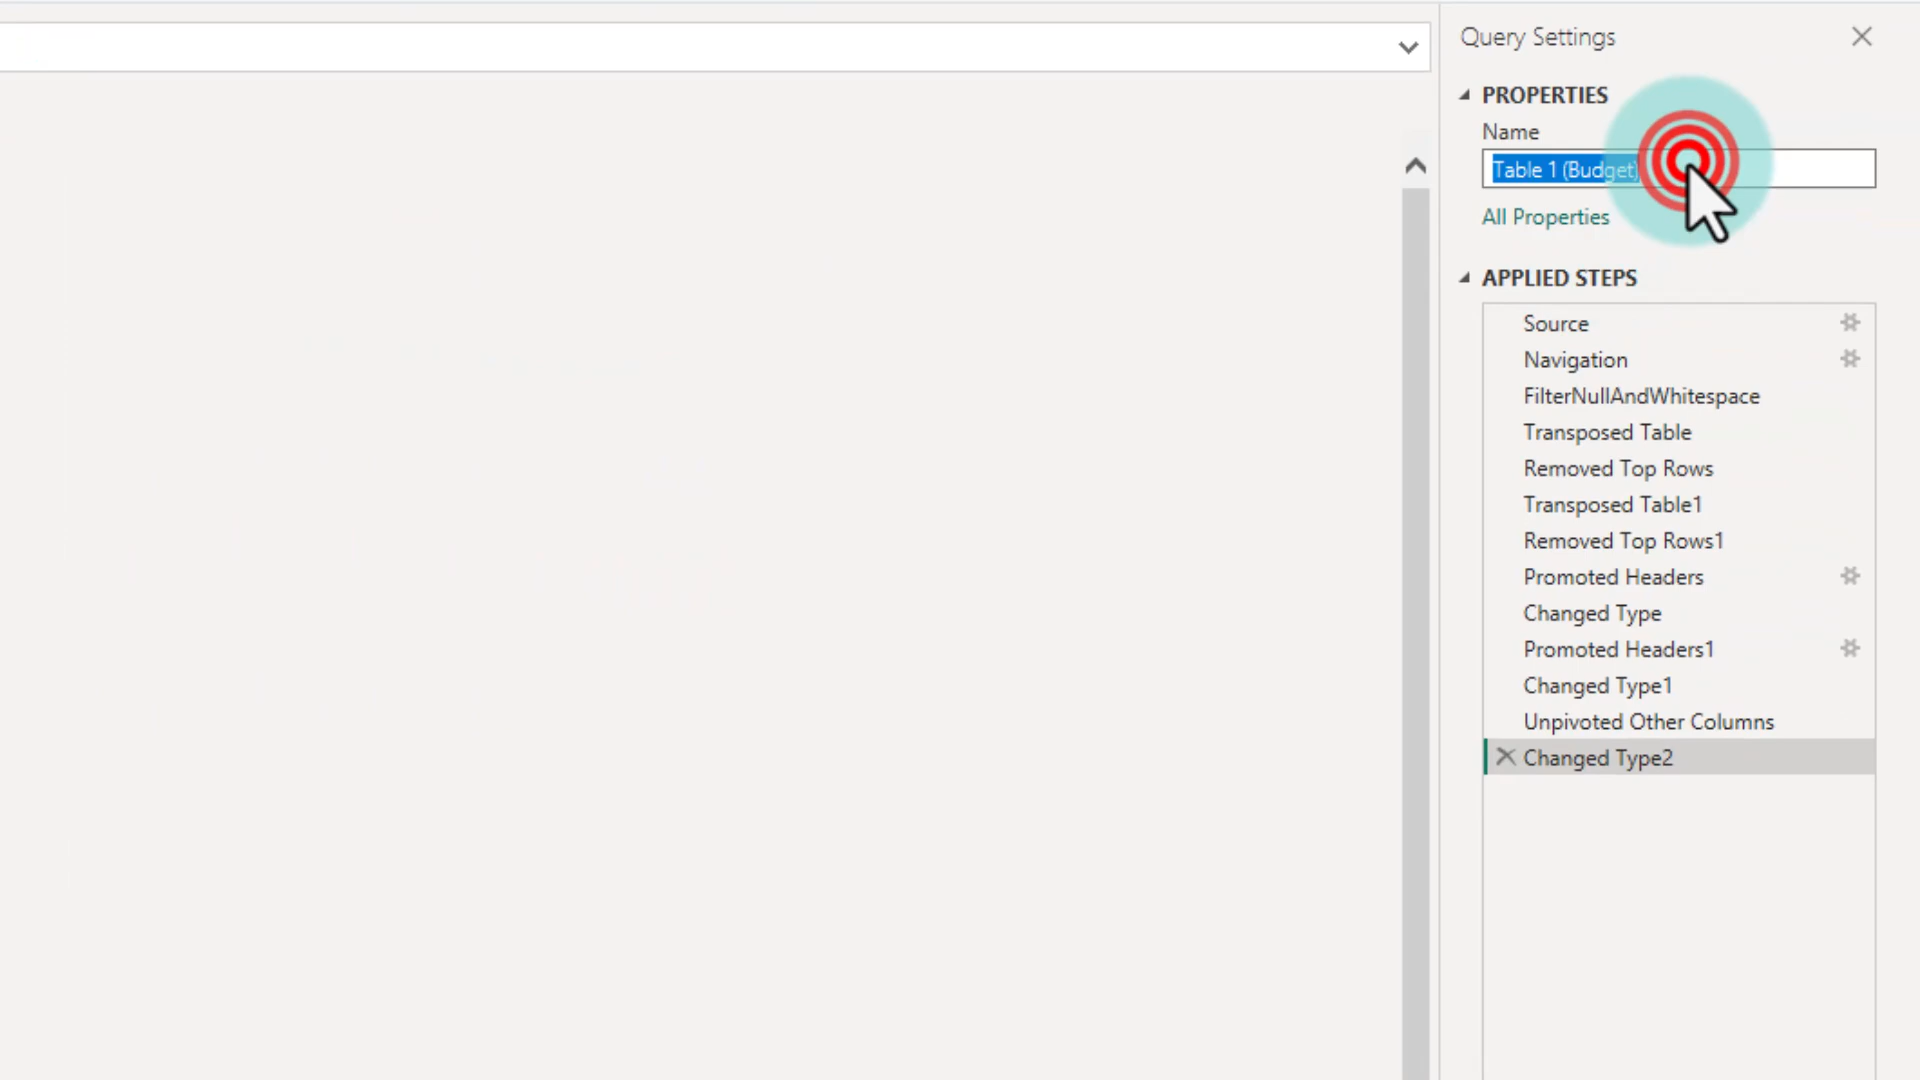 Query Settings
PROPERTIES
Name
Table 1 (Budget)
All Properties
APPLIED STEPS
Source
Navigation
FilterNullAndWhitespace
Transposed Table
Removed Top Rows
Transposed Table1
Removed Top Rows1
Promoted Headers
Changed Type
Promoted Headers1
Changed Type1
Unpivoted Other Columns
Changed Type2